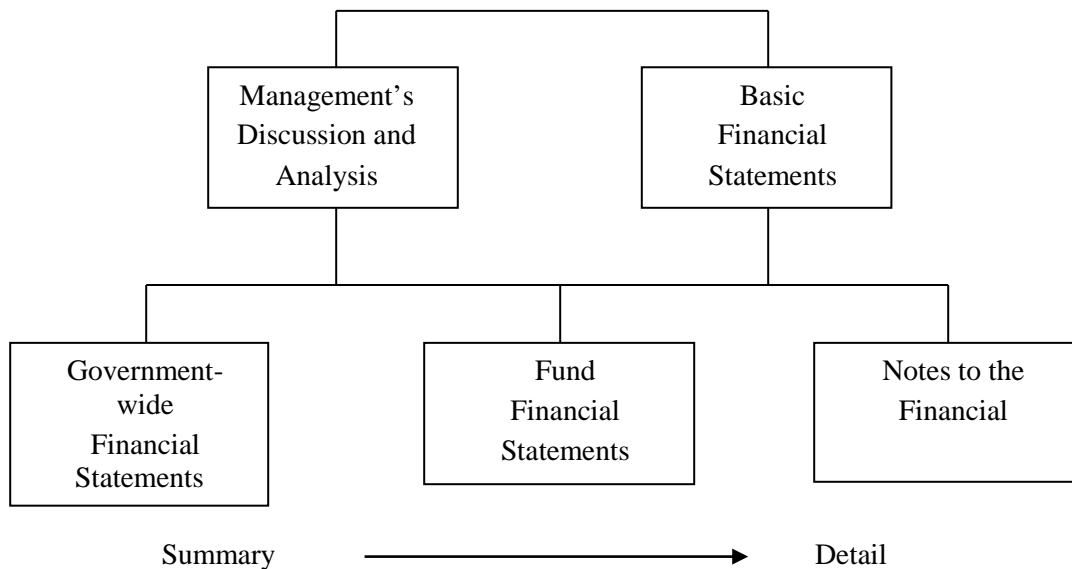 Management’s
Discussion and
Analysis
Basic
Financial
Statements
Government-
wide
Financial
Statements
Fund
Financial
Statements
Notes to the
Financial
Summary
Detail